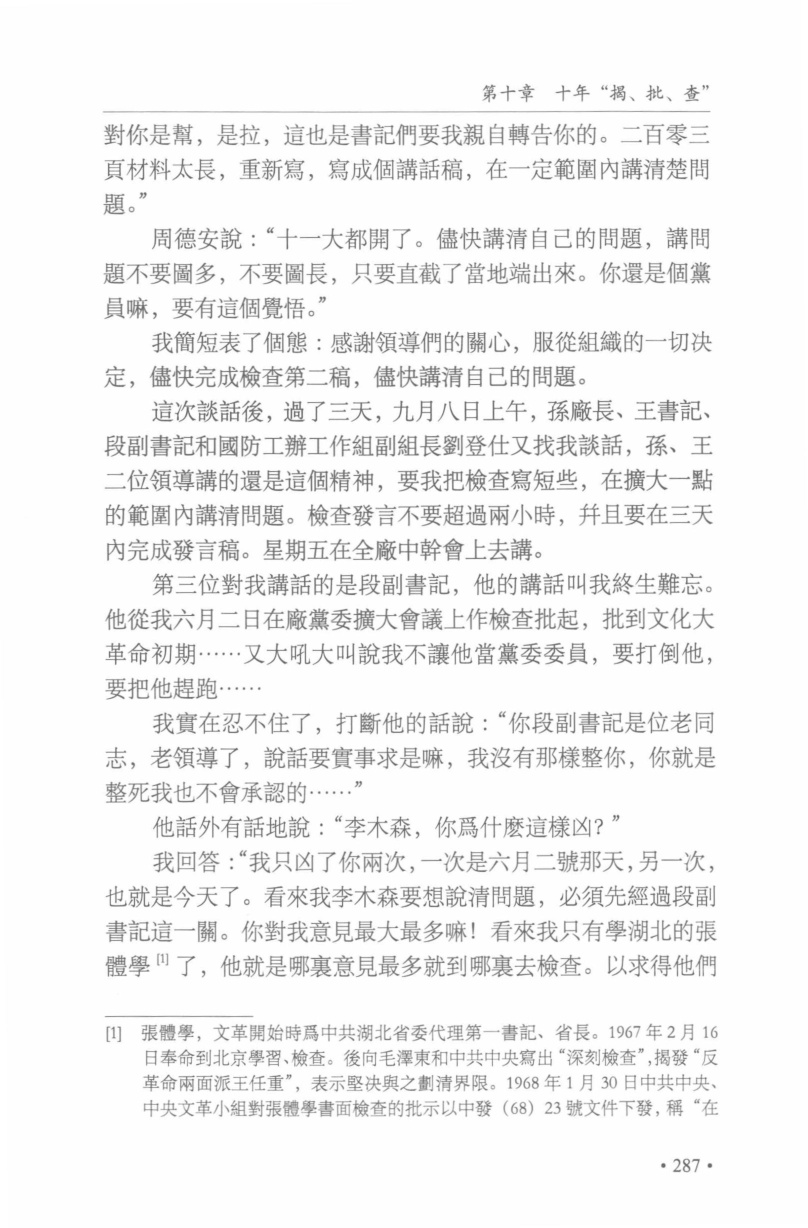 第十章　十年“揭、批、查”
對你是幫，是拉，這也是書記們要我親自轉告你的。二百零三
頁材料太長，重新寫，寫成個講話稿，在一定範圍內講清楚問
題。”
周德安說：“十一大都開了。儘快講清自己的問題，講問
題不要圖多，不要圖長，只要直截了當地端出來。你還是個黨
員嘛，要有這個覺悟。”
我簡短表了個態：感謝領導們的關心，服從組織的一切決
定，儘快完成檢查第二稿，儘快講清自己的問題。
這次談話後，過了三天，九月八日上午，孫廠長、王書記、
段副書記和國防工辦工作組副組長劉登仕又找我談話，孫、王
二位領導講的還是這個精神，要我把檢查寫短些，在擴大一點
的範圍內講清問題。檢查發言不要超過兩小時，幷且要在三天
內完成發言稿。星期五在全廠中幹會上去講。
第三位對我講話的是段副書記，他的講話叫我終生難忘。
他從我六月二日在廠黨委擴大會議上作檢查批起，批到文化大
革命初期……又大吼大叫說我不讓他當黨委委員，要打倒他，
要把他趕跑……
我實在忍不住了，打斷他的話說：“你段副書記是位老同
志，老領導了，說話要實事求是嘛，我沒有那樣整你，你就是
整死我也不會承認的……”
他話外有話地說：“李木森，你爲什麽這樣凶？”
我回答：“我只凶了你兩次，一次是六月二號那天，另一次，
也就是今天了。看來我李木森要想說清問題，必須先經過段副
書記這一關。你對我意見最大最多嘛！看來我只有學湖北的張
體學[1]了，他就是哪裏意見最多就到哪裏去檢查。以求得他們
[1]　張體學，文革開始時爲中共湖北省委代理第一書記、省長。1967 年 2 月 16
日奉命到北京學習、檢查。後向毛澤東和中共中央寫出“深刻檢查”，揭發“反
革命兩面派王任重”，表示堅決與之劃清界限。1968 年 1 月 30 日中共中央、
中央文革小組對張體學書面檢查的批示以中發（68）23 號文件下發，稱“在
• 287 •